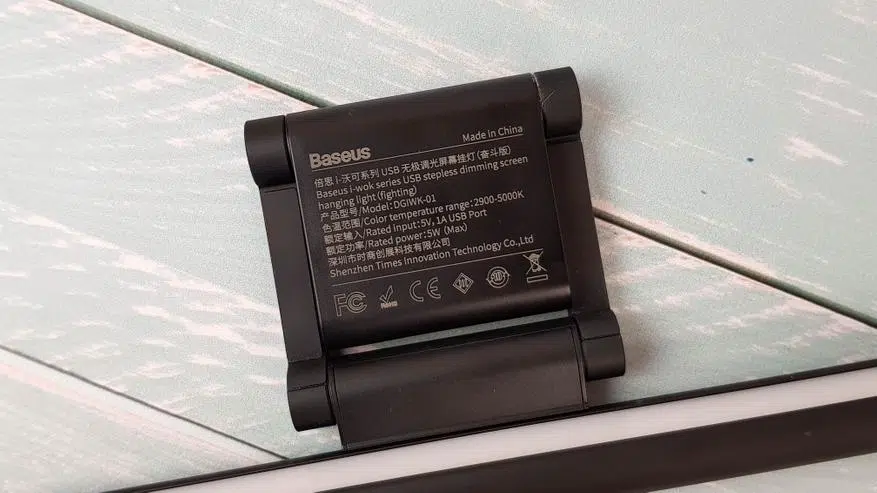 Baseus
Made in China
倍思 i-沃可系列 USB 无极调光屏幕挂灯(奋斗版)
Baseus i-wok series USB stepless dimming screen
hanging light (fighting)
产品型号/Model: DGIWK-01
色温范围/Color temperature range: 2900-5000K
额定输入/Rated input: 5V, 1A USB Port
额定功率/Rated power: 5W (Max)
深圳市时商创展科技有限公司
Shenzhen Times Innovation Technology Co., Ltd
FC
RoHS
CE